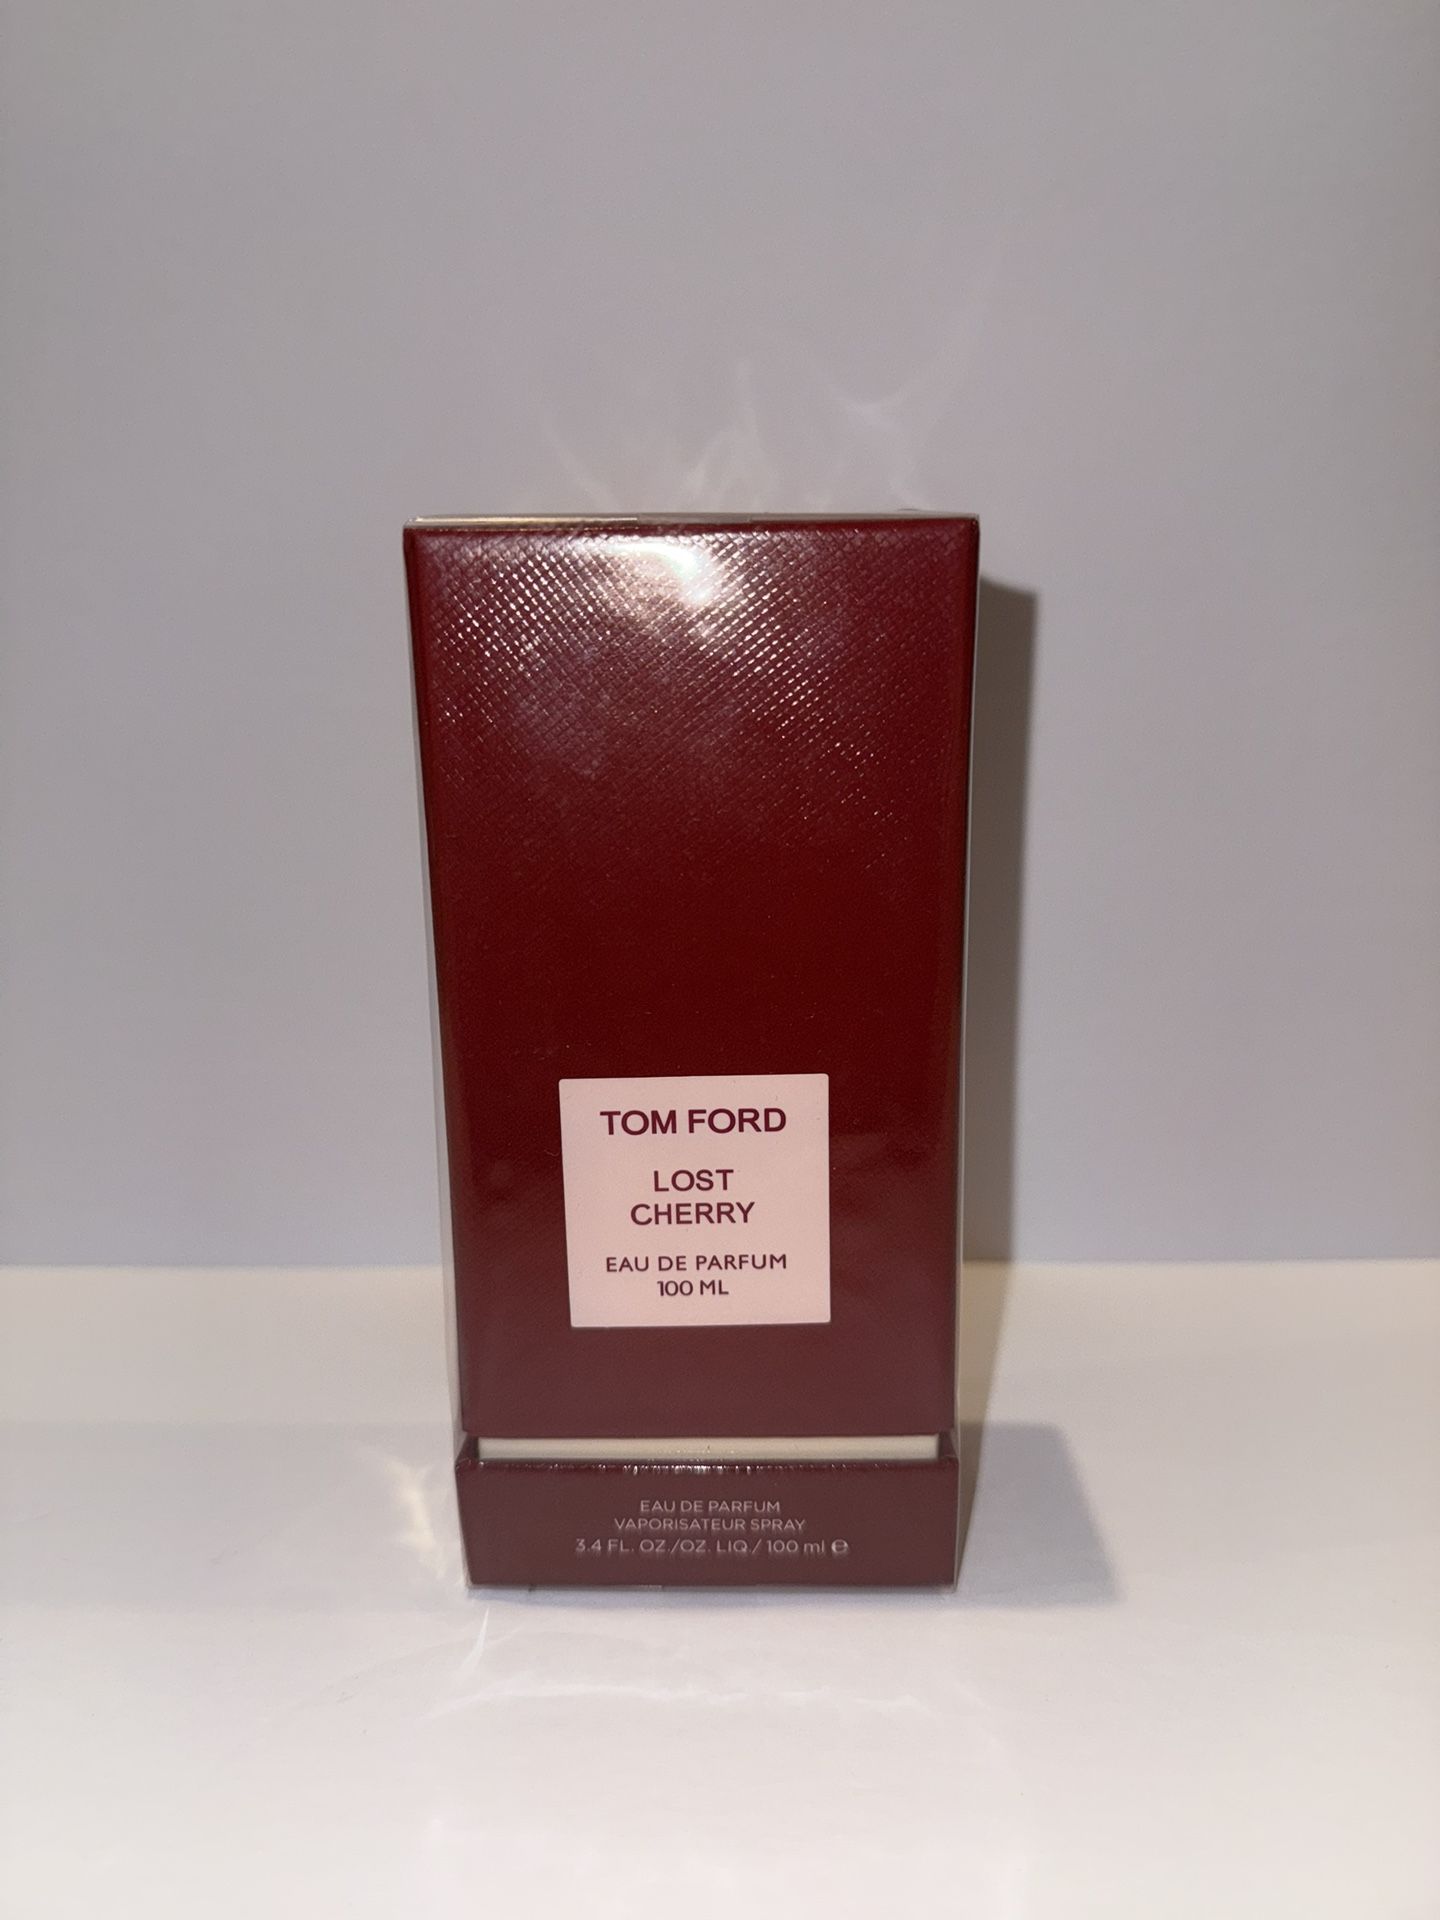 TOM FORD
LOST
CHERRY
EAU DE PARFUM
100 ML
EAU DE PARFUM
VAPORISATEUR SPRAY
3.4 FL. OZ./OZ. LIQ./ 100 ml ℮